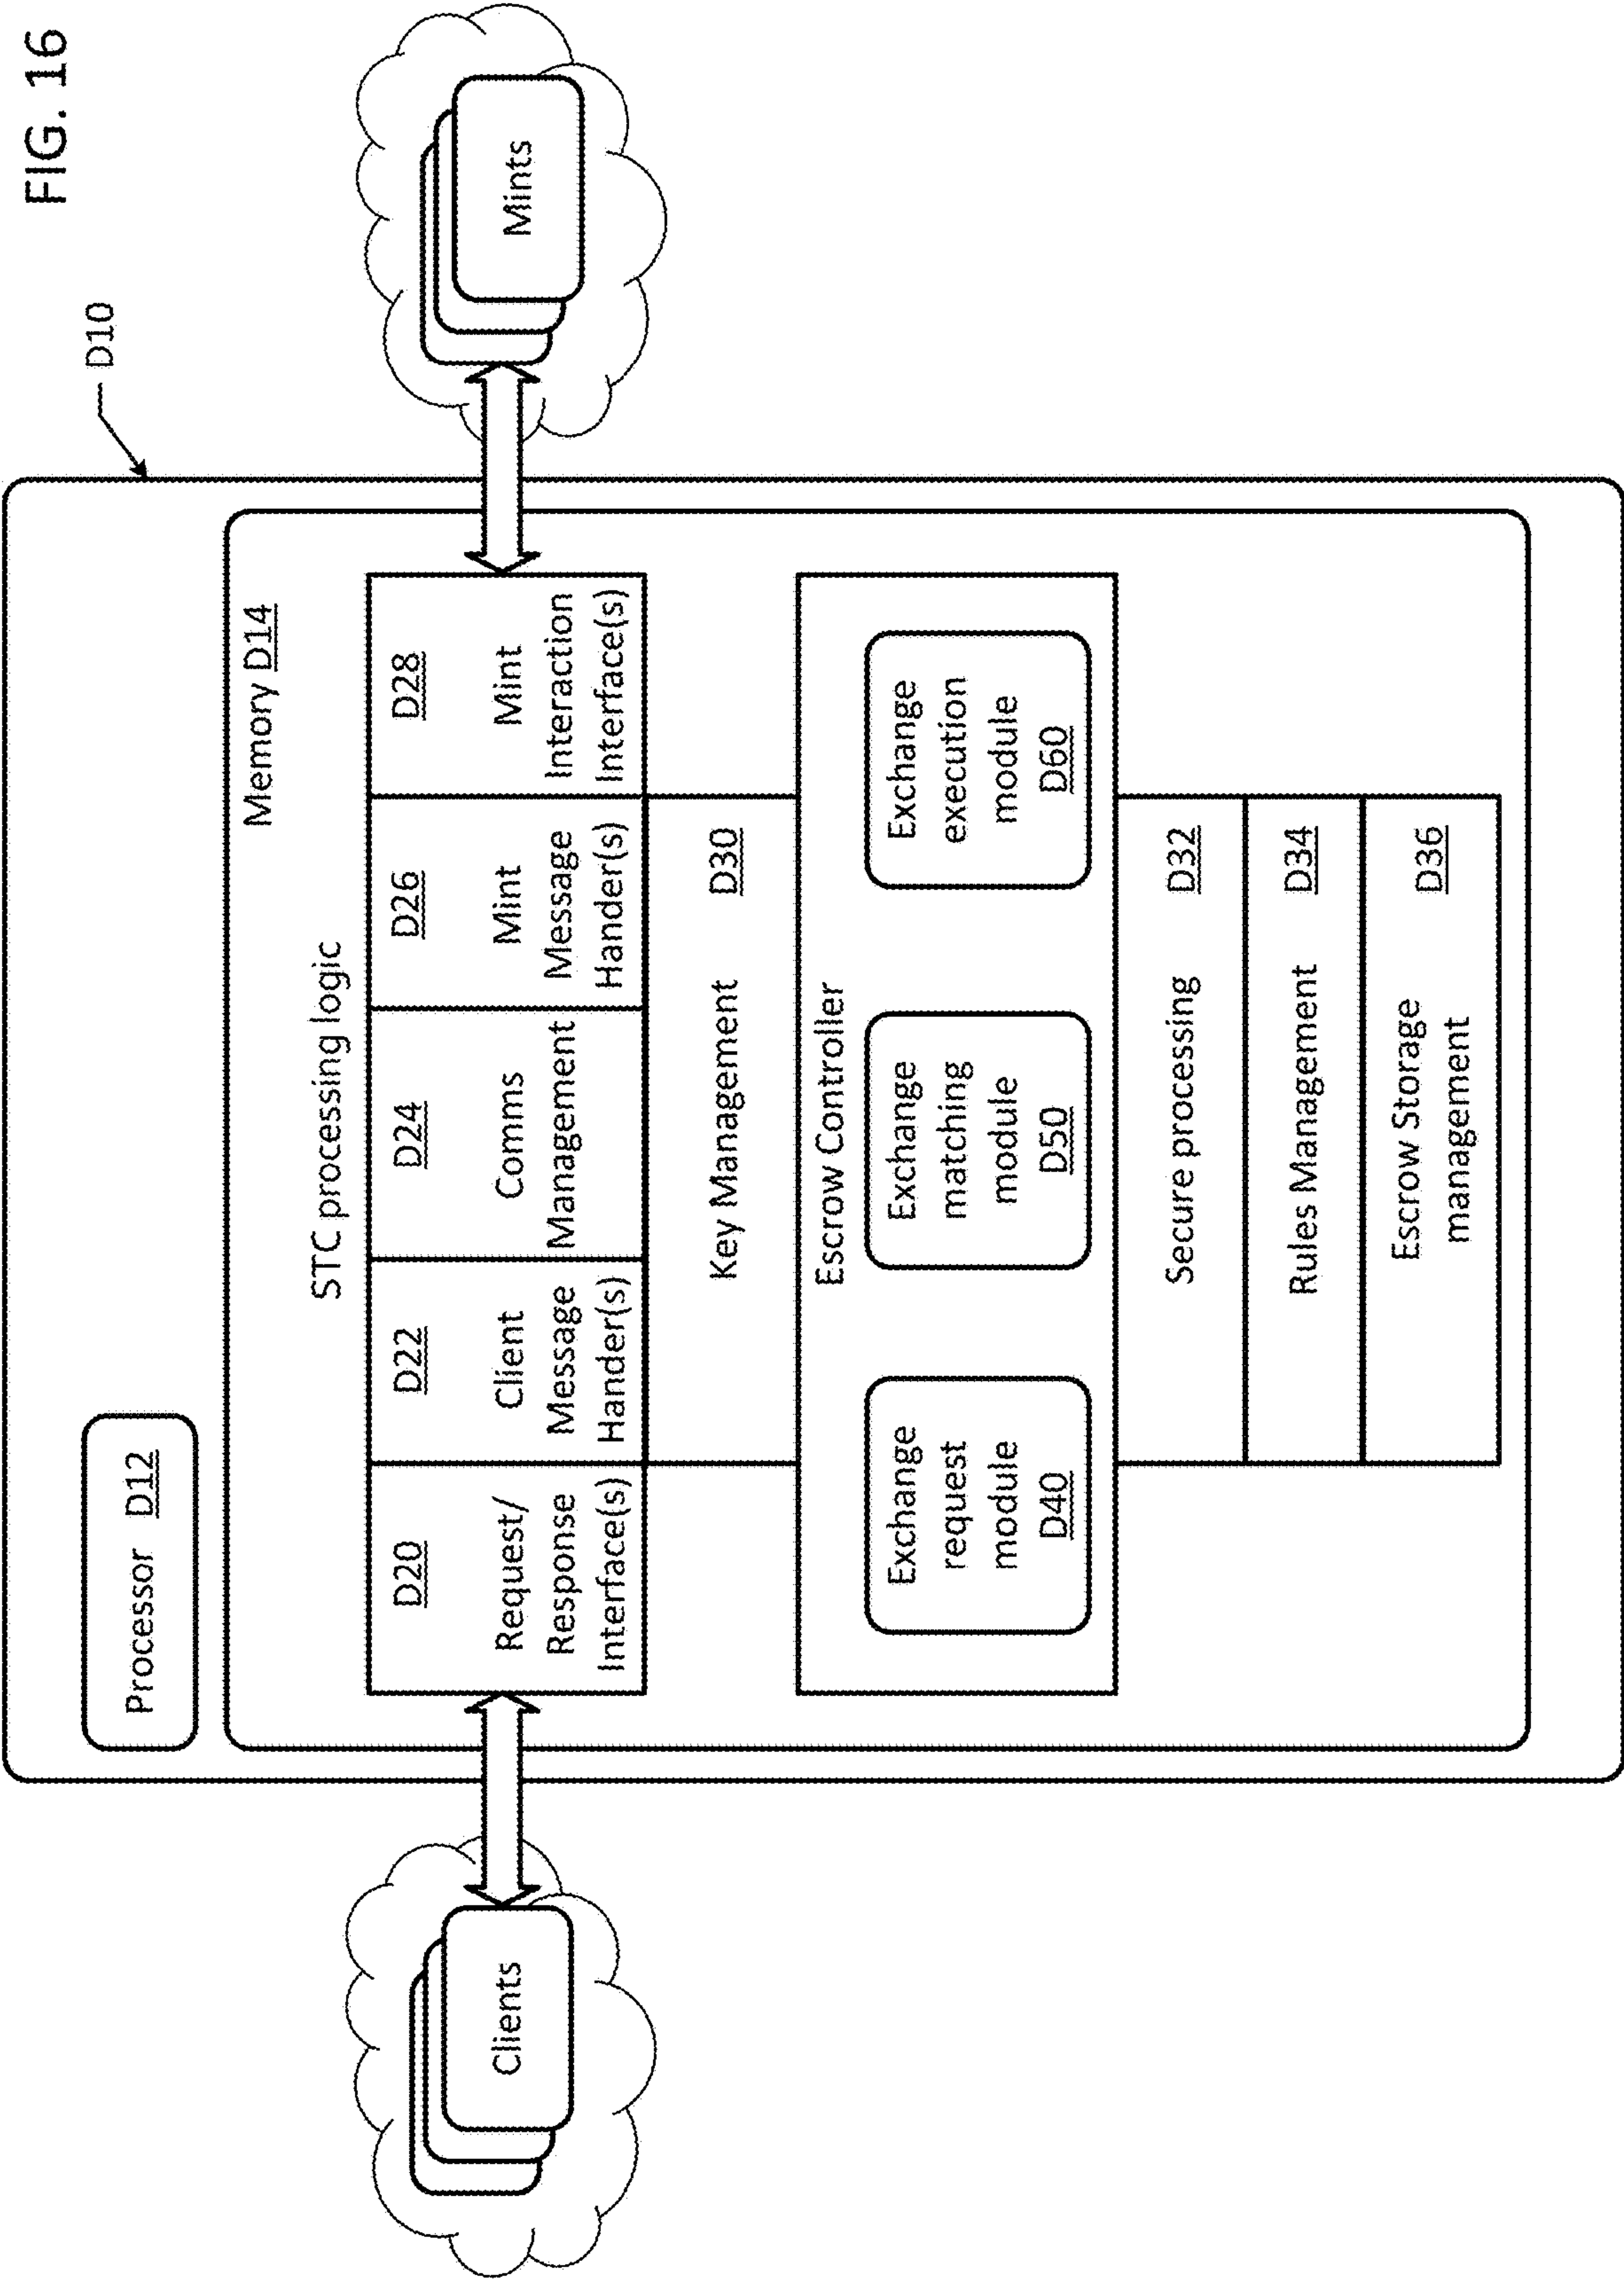 FIG. 16
D10
Processor D12
Memory D14
STC processing logic
D20
Request/
Response
Interface(s)
D22
Client
Message
Hander(s)
D24
Comms
Management
D26
Mint
Message
Hander(s)
D28
Mint
Interaction
Interface(s)
Clients
Mints
Key Management D30
Escrow Controller
Exchange
request
module
D40
Exchange
matching
module
D50
Exchange
execution
module
D60
Secure processing D32
Rules Management D34
Escrow Storage D36
management